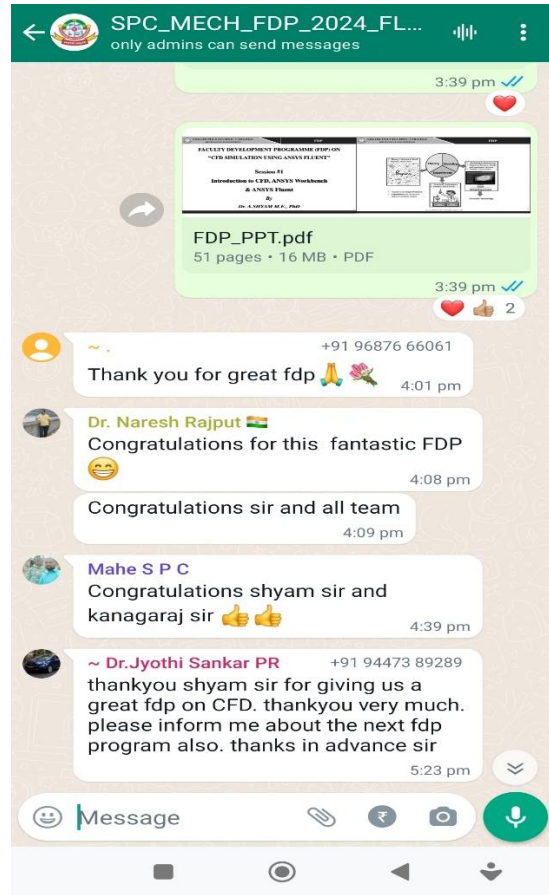 SPC_MECH_FDP_2024_FL...
only admins can send messages
3:39 pm
FACULTY DEVELOPMENT PROGRAMME (FDP) ON
"CFD SIMULATION USING ANSYS FLUENT"
Session #1
Introduction to CFD, ANSYS Workbench
& ANSYS Fluent
By
Dr. A.SHYAM M.E., PhD
FDP_PPT.pdf
51 pages • 16 MB • PDF
3:39 pm
❤️ 👍🏽 2
~ . +91 96876 66061
Thank you for great fdp🙏 💐
4:01 pm
Dr. Naresh Rajput 🇮🇳
Congratulations for this fantastic FDP
😁
4:08 pm
Congratulations sir and all team
4:09 pm
Mahe S P C
Congratulations shyam sir and
kanagaraj sir 👍 👍
4:39 pm
~ Dr.Jyothi Sankar PR +91 94473 89289
thankyou shyam sir for giving us a
great fdp on CFD. thankyou very much.
please inform me about the next fdp
program also. thanks in advance sir
5:23 pm
Message
₹